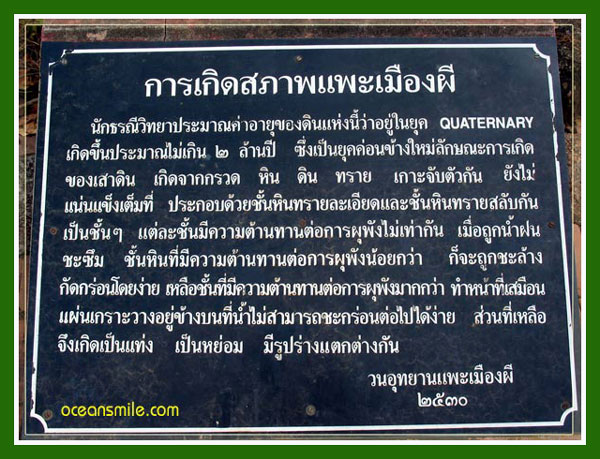 การเกิดสภาพแพะเมืองผี
นักธรณีวิทยาประมาณค่าอายุของดินแห่งนี้ว่าอยู่ในยุค QUATERNARY
เกิดขึ้นประมาณไม่เกิน ๒ ล้านปี ซึ่งเป็นยุคค่อนข้างใหม่ลักษณะการเกิด
ของเสาดิน เกิดจากกรวด หิน ดิน ทราย เกาะจับตัวกัน ยังไม่
แน่นแข็งเต็มที่ ประกอบด้วยชั้นหินทรายละเอียดและชั้นหินทรายสลับกัน
เป็นชั้นๆ แต่ละชั้นมีความต้านทานต่อการผุพังไม่เท่ากัน เมื่อถูกน้ำฝน
ชะซึม ชั้นหินที่มีความต้านทานต่อการผุพังน้อยกว่า ก็จะถูกชะล้าง
กัดกร่อนโดยง่าย เหลือชั้นที่มีความต้านทานต่อการผุพังมากกว่า ทำหน้าที่เสมือน
แผ่นเกราะวางอยู่ข้างบนที่น้ำไม่สามารถชะกร่อนต่อไปได้ง่าย ส่วนที่เหลือ
จึงเกิดเป็นแท่ง เป็นหย่อม มีรูปร่างแตกต่างกัน
วนอุทยานแพะเมืองผี
๒๕๓๐
oceansmile.com